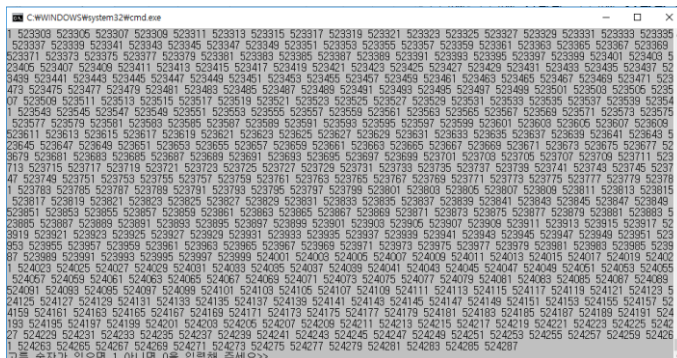 C:₩WINDOWS₩system32₩cmd.exe
1 523303 523305 523307 523309 523311 523313 523315 523317 523319 523321 523323 523325 523327 523329 523331 523333 523335
523337 523339 523341 523343 523345 523347 523349 523351 523353 523355 523357 523359 523361 523363 523365 523367 523369
523371 523373 523375 523377 523379 523381 523383 523385 523387 523389 523391 523393 523395 523397 523399 523401 523403 5
23405 523407 523409 523411 523413 523415 523417 523419 523421 523423 523425 523427 523429 523431 523433 523435 523437 52
3439 523441 523443 523445 523447 523449 523451 523453 523455 523457 523459 523461 523463 523465 523467 523469 523471 523
473 523475 523477 523479 523481 523483 523485 523487 523489 523491 523493 523495 523497 523499 523501 523503 523505 5235
07 523509 523511 523513 523515 523517 523519 523521 523523 523525 523527 523529 523531 523533 523535 523537 523539 52354
1 523543 523545 523547 523549 523551 523553 523555 523557 523559 523561 523563 523565 523567 523569 523571 523573 523575
523577 523579 523581 523583 523585 523587 523589 523591 523593 523595 523597 523599 523601 523603 523605 523607 523609
523611 523613 523615 523617 523619 523621 523623 523625 523627 523629 523631 523633 523635 523637 523639 523641 523643 5
23645 523647 523649 523651 523653 523655 523657 523659 523661 523663 523665 523667 523669 523671 523673 523675 523677 52
3679 523681 523683 523685 523687 523689 523691 523693 523695 523697 523699 523701 523703 523705 523707 523709 523711 523
713 523715 523717 523719 523721 523723 523725 523727 523729 523731 523733 523735 523737 523739 523741 523743 523745 5237
47 523749 523751 523753 523755 523757 523759 523761 523763 523765 523767 523769 523771 523773 523775 523777 523779 52378
1 523783 523785 523787 523789 523791 523793 523795 523797 523799 523801 523803 523805 523807 523809 523811 523813 523815
523817 523819 523821 523823 523825 523827 523829 523831 523833 523835 523837 523839 523841 523843 523845 523847 523849
523851 523853 523855 523857 523859 523861 523863 523865 523867 523869 523871 523873 523875 523877 523879 523881 523883 5
23885 523887 523889 523891 523893 523895 523897 523899 523901 523903 523905 523907 523909 523911 523913 523915 523917 52
3919 523921 523923 523925 523927 523929 523931 523933 523935 523937 523939 523941 523943 523945 523947 523949 523951 523
953 523955 523957 523959 523961 523963 523965 523967 523969 523971 523973 523975 523977 523979 523981 523983 523985 5239
87 523989 523991 523993 523995 523997 523999 524001 524003 524005 524007 524009 524011 524013 524015 524017 524019 52402
1 524023 524025 524027 524029 524031 524033 524035 524037 524039 524041 524043 524045 524047 524049 524051 524053 524055
524057 524059 524061 524063 524065 524067 524069 524071 524073 524075 524077 524079 524081 524083 524085 524087 524089
524091 524093 524095 524097 524099 524101 524103 524105 524107 524109 524111 524113 524115 524117 524119 524121 524123 5
24125 524127 524129 524131 524133 524135 524137 524139 524141 524143 524145 524147 524149 524151 524153 524155 524157 52
4159 524161 524163 524165 524167 524169 524171 524173 524175 524177 524179 524181 524183 524185 524187 524189 524191 524
193 524195 524197 524199 524201 524203 524205 524207 524209 524211 524213 524215 524217 524219 524221 524223 524225 5242
27 524229 524231 524233 524235 524237 524239 524241 524243 524245 524247 524249 524251 524253 524255 524257 524259 52426
1 524263 524265 524267 524269 524271 524273 524275 524277 524279 524281 524283 524285 524287
고를 숫자가 있으면 1 아니면 0을 입력해 주세요>>